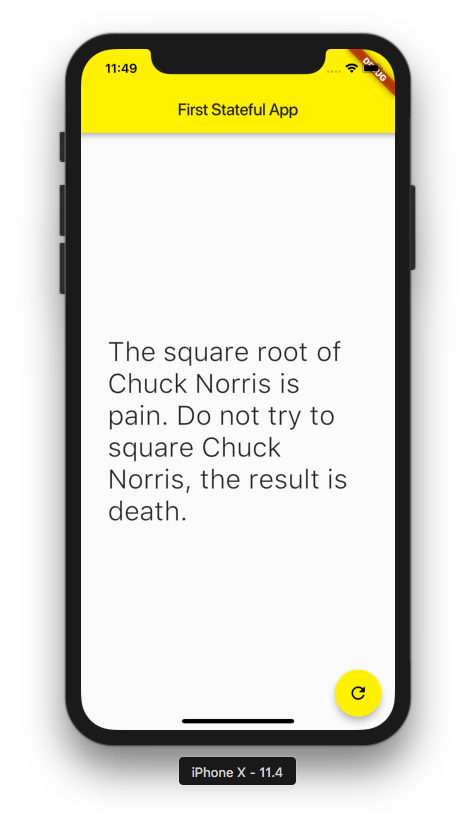 11:49
DEBUG
First Stateful App
The square root of
Chuck Norris is
pain. Do not try to
square Chuck
Norris, the result is
death.
iPhone X - 11.4